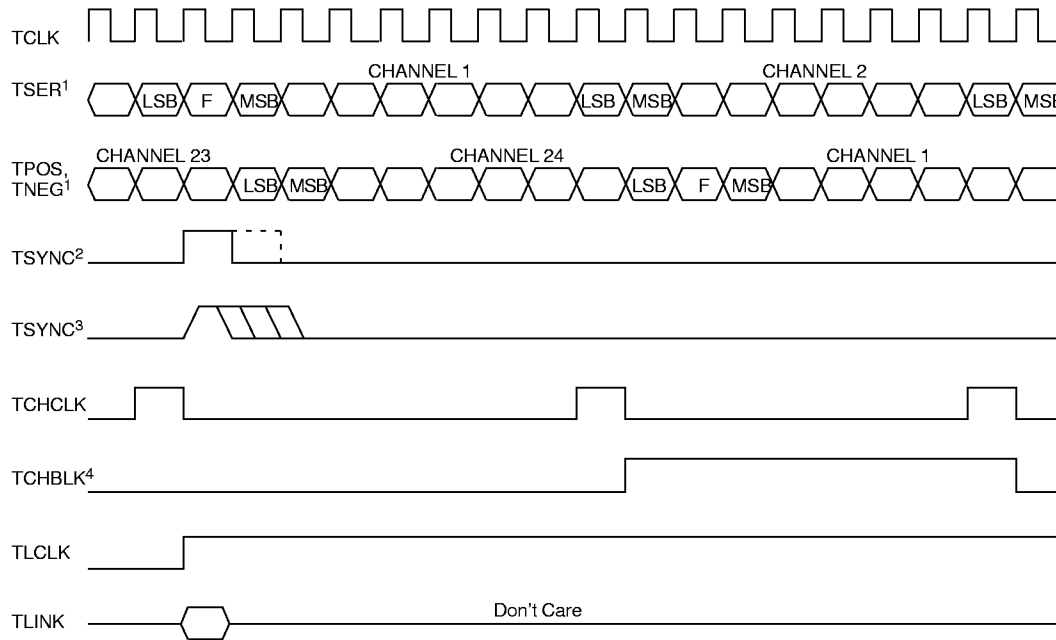 TCLK
CHANNEL 1 CHANNEL 2
TSER¹ LSB F MSB LSB MSB LSB MSB
CHANNEL 23 CHANNEL 24 CHANNEL 1
TPOS,
TNEG¹ LSB MSB LSB F MSB
TSYNC²
TSYNC³
TCHCLK
TCHBLK⁴
TLCLK
TLINK Don't Care